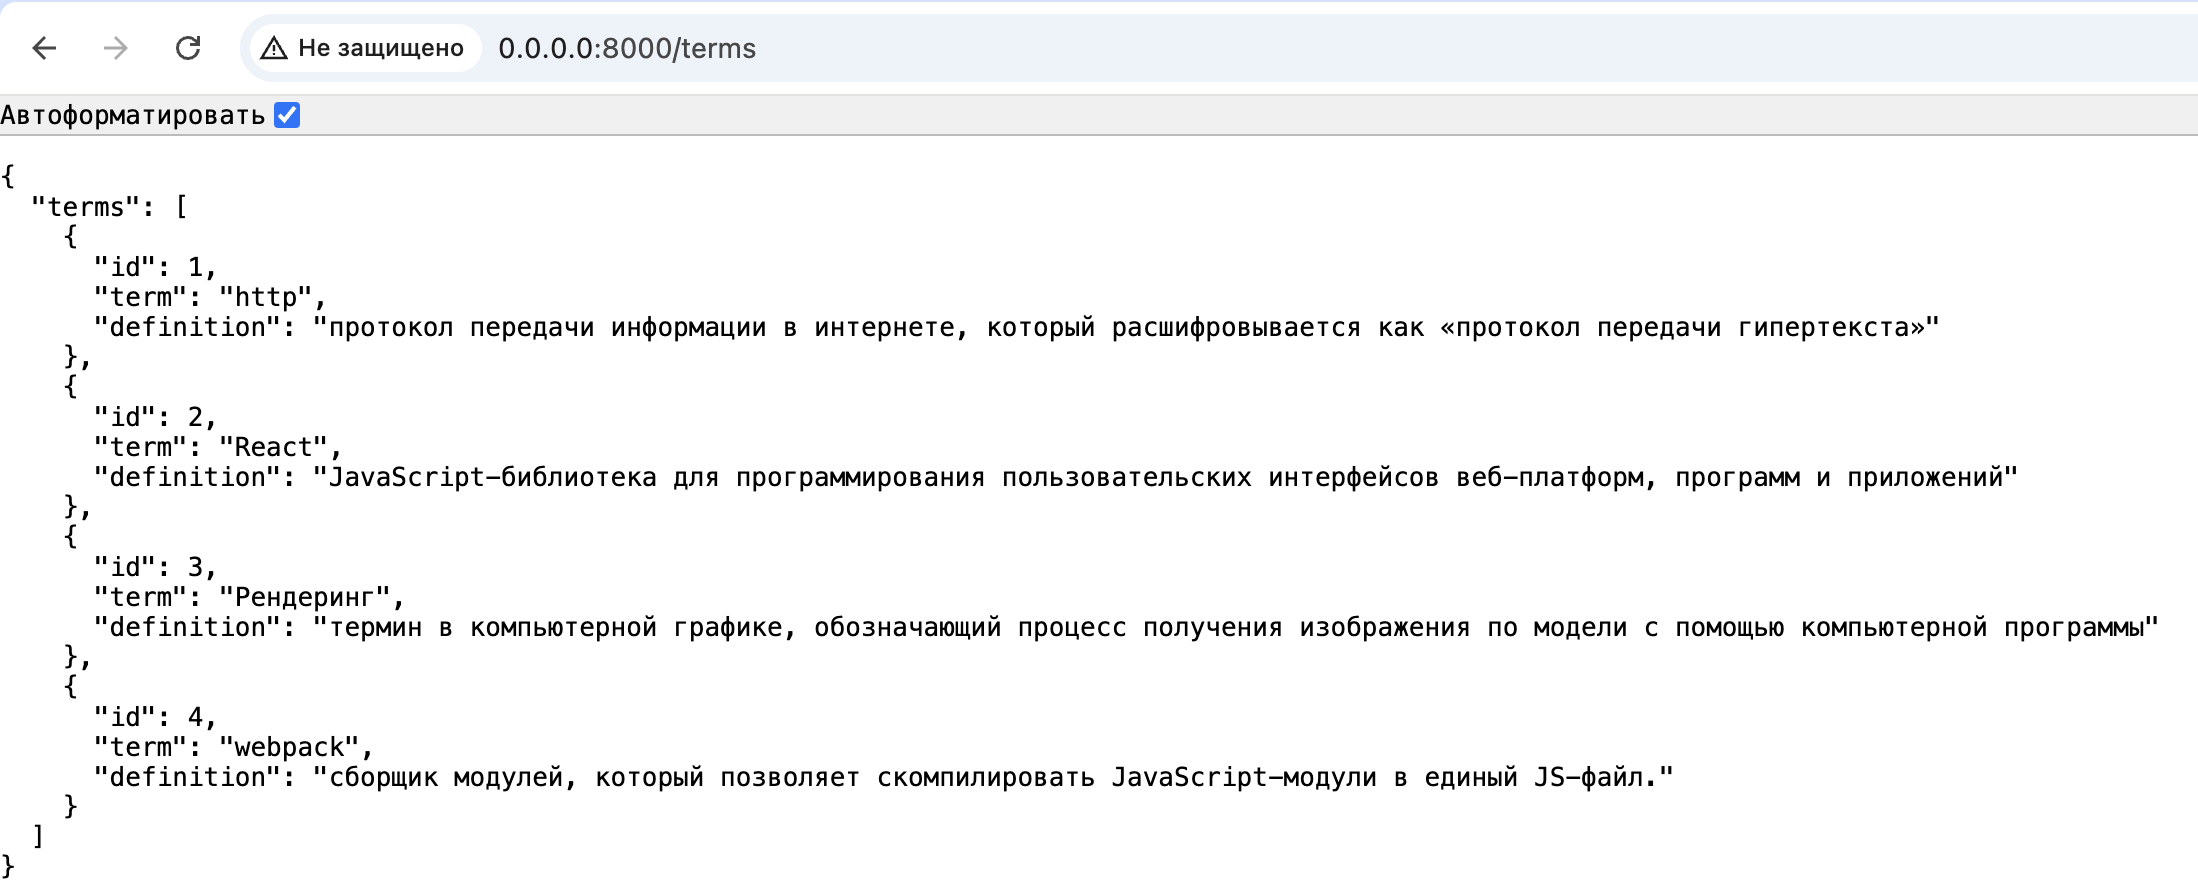 Не защищено 0.0.0.0:8000/terms
Автоформатировать
{
  "terms": [
    {
      "id": 1,
      "term": "http",
      "definition": "протокол передачи информации в интернете, который расшифровывается как «протокол передачи гипертекста»"
    },
    {
      "id": 2,
      "term": "React",
      "definition": "JavaScript-библиотека для программирования пользовательских интерфейсов веб-платформ, программ и приложений"
    },
    {
      "id": 3,
      "term": "Рендеринг",
      "definition": "термин в компьютерной графике, обозначающий процесс получения изображения по модели с помощью компьютерной программы"
    },
    {
      "id": 4,
      "term": "webpack",
      "definition": "сборщик модулей, который позволяет скомпилировать JavaScript-модули в единый JS-файл."
    }
  ]
}